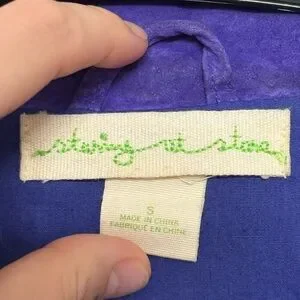 staring at stars
S
MADE IN CHINA
FABRIQUÉ EN CHINE